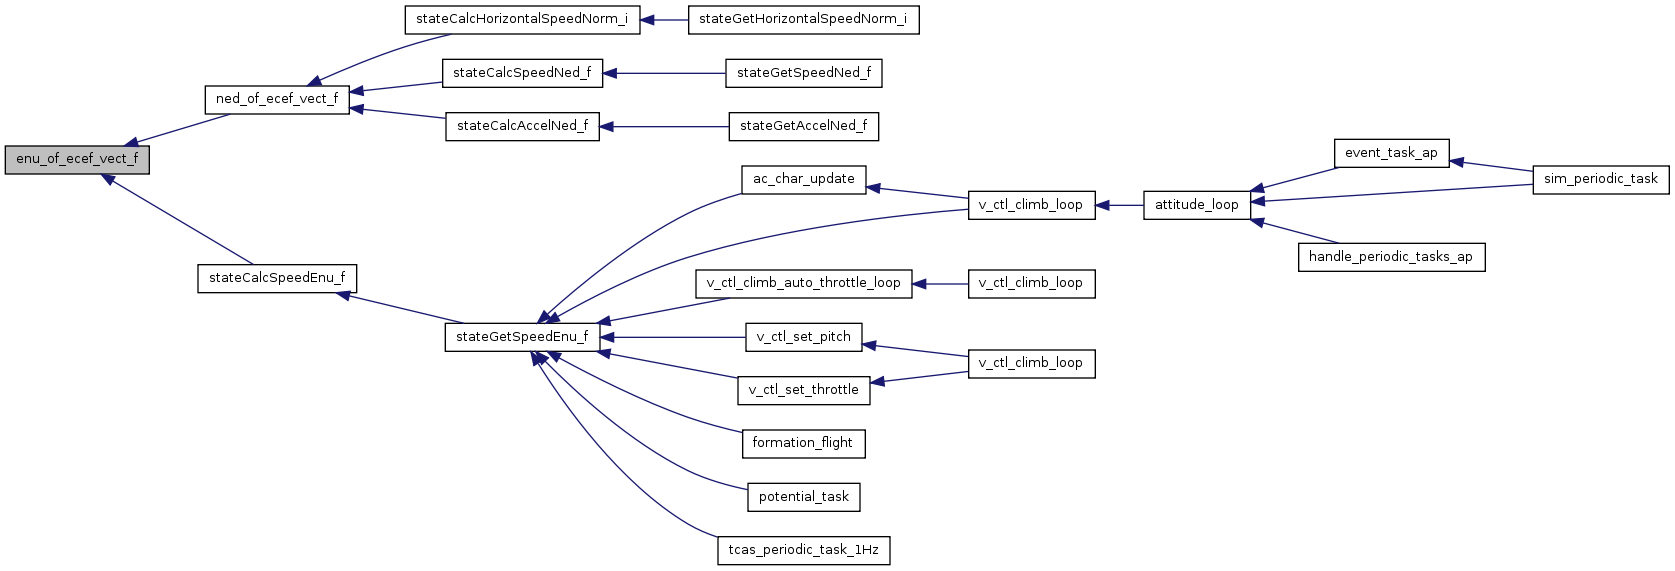 stateCalcHorizontalSpeedNorm_i
stateGetHorizontalSpeedNorm_i
stateCalcSpeedNed_f
stateGetSpeedNed_f
ned_of_ecef_vect_f
stateCalcAccelNed_f
stateGetAccelNed_f
enu_of_ecef_vect_f
event_task_ap
ac_char_update
sim_periodic_task
v_ctl_climb_loop
attitude_loop
handle_periodic_tasks_ap
stateCalcSpeedEnu_f
v_ctl_climb_auto_throttle_loop
v_ctl_climb_loop
stateGetSpeedEnu_f
v_ctl_set_pitch
v_ctl_climb_loop
v_ctl_set_throttle
formation_flight
potential_task
tcas_periodic_task_1Hz